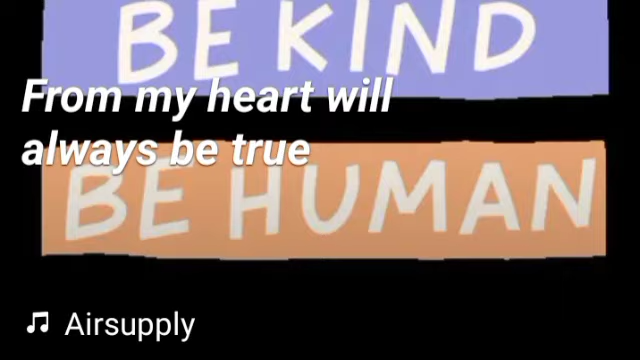 BE KIND
From my heart will
always be true
BE HUMAN
Airsupply